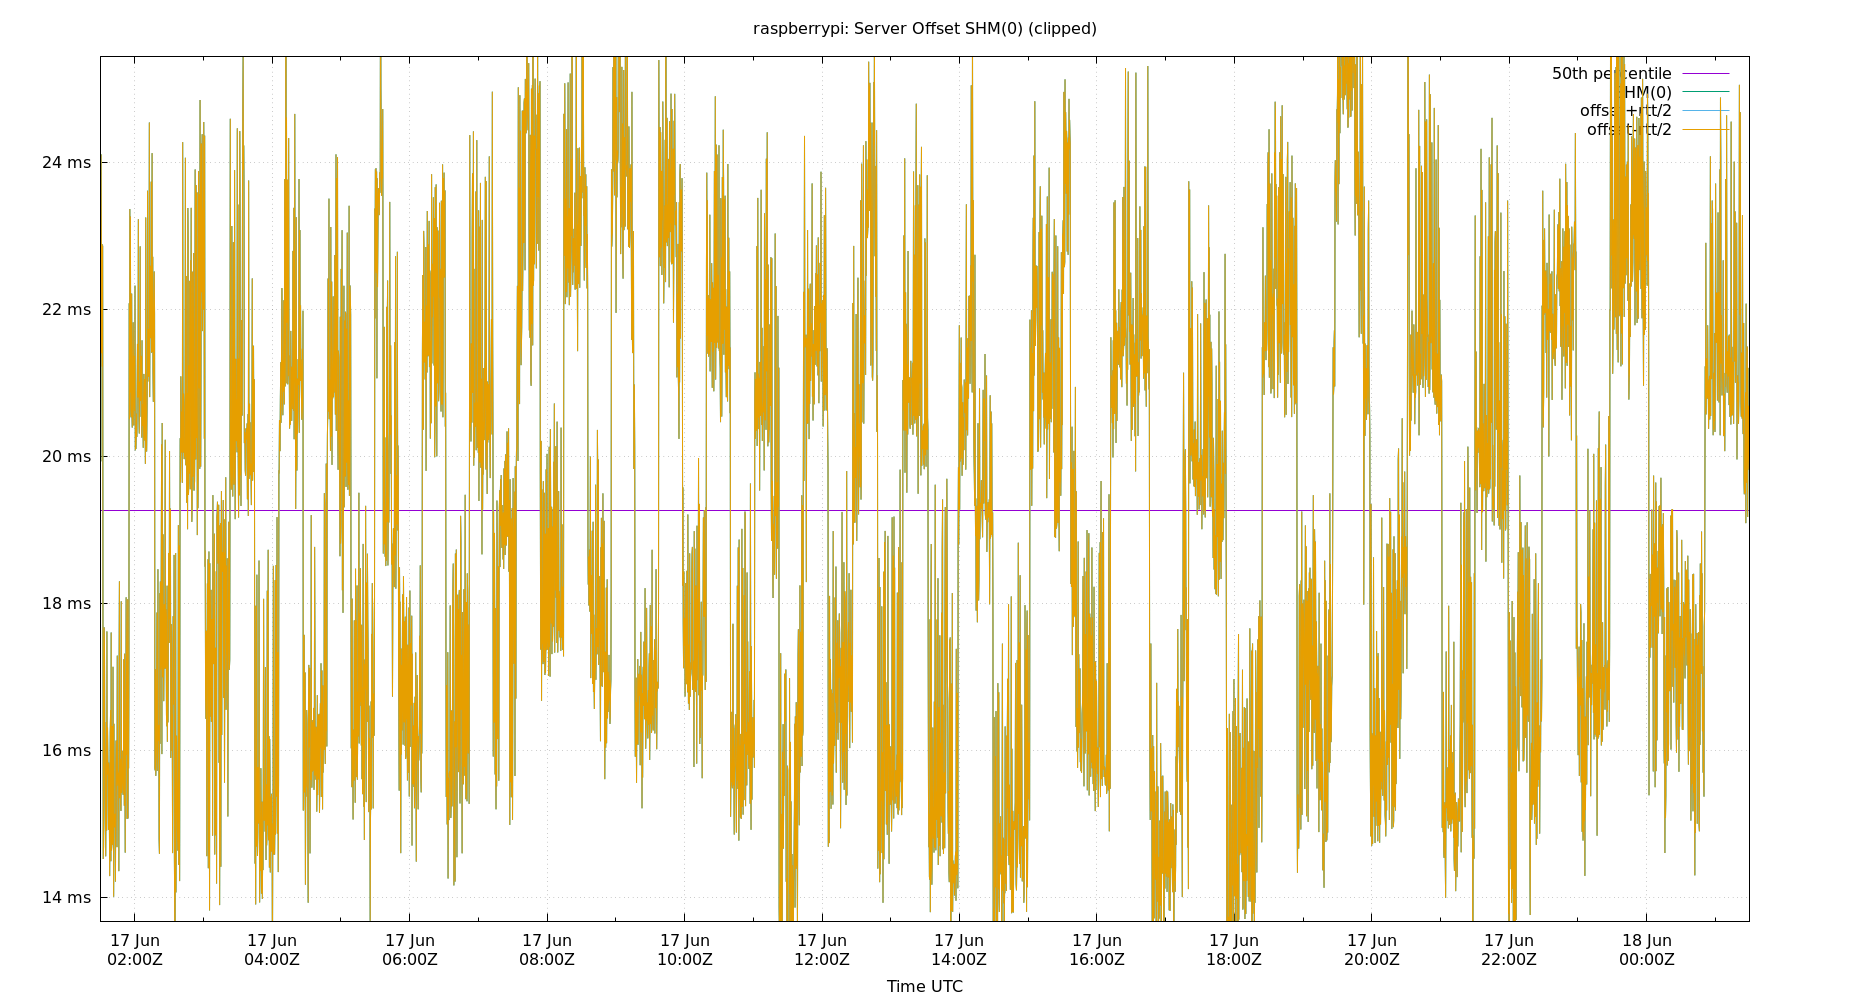 raspberrypi: Server Offset SHM(0) (clipped)
50th percentile
SHM(0)
offset+rtt/2
offset-rtt/2
24 ms
22 ms
20 ms
18 ms
16 ms
14 ms
17 Jun 17 Jun 17 Jun 17 Jun 17 Jun 17 Jun 17 Jun 17 Jun 17 Jun 17 Jun 17 Jun 18 Jun
02:00Z 04:00Z 06:00Z 08:00Z 10:00Z 12:00Z 14:00Z 16:00Z 18:00Z 20:00Z 22:00Z 00:00Z
Time UTC